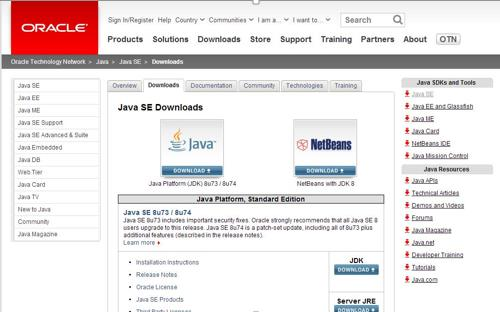 ORACLE
Sign In/Register Help Country Communities I am a... I want to... Search
Products Solutions Downloads Store Support Training Partners About OTN
Oracle Technology Network > Java > Java SE > Downloads
Java SE
Java EE
Java ME
Java SE Support
Java SE Advanced & Suite
Java Embedded
Java DB
Web Tier
Java Card
Java TV
New to Java
Community
Java Magazine
Overview Downloads Documentation Community Technologies Training
Java SE Downloads
Java
DOWNLOAD
Java Platform (JDK) 8u73 / 8u74
NetBeans
DOWNLOAD
NetBeans with JDK 8
Java Platform, Standard Edition
Java SE 8u73 / 8u74
Java SE 8u73 includes important security fixes. Oracle strongly recommends that all Java SE 8
users upgrade to this release. Java SE 8u74 is a patch-set update, including all of 8u73 plus
additional features (described in the release notes).
Learn more
Installation Instructions
Release Notes
Oracle License
Java SE Products
Third Party Licenses
JDK
DOWNLOAD
Server JRE
DOWNLOAD
Java SDKs and Tools
Java SE
Java EE and Glassfish
Java ME
Java Card
NetBeans IDE
Java Mission Control
Java Resources
Java APIs
Technical Articles
Demos and Videos
Forums
Java Magazine
Java.net
Developer Training
Tutorials
Java.com